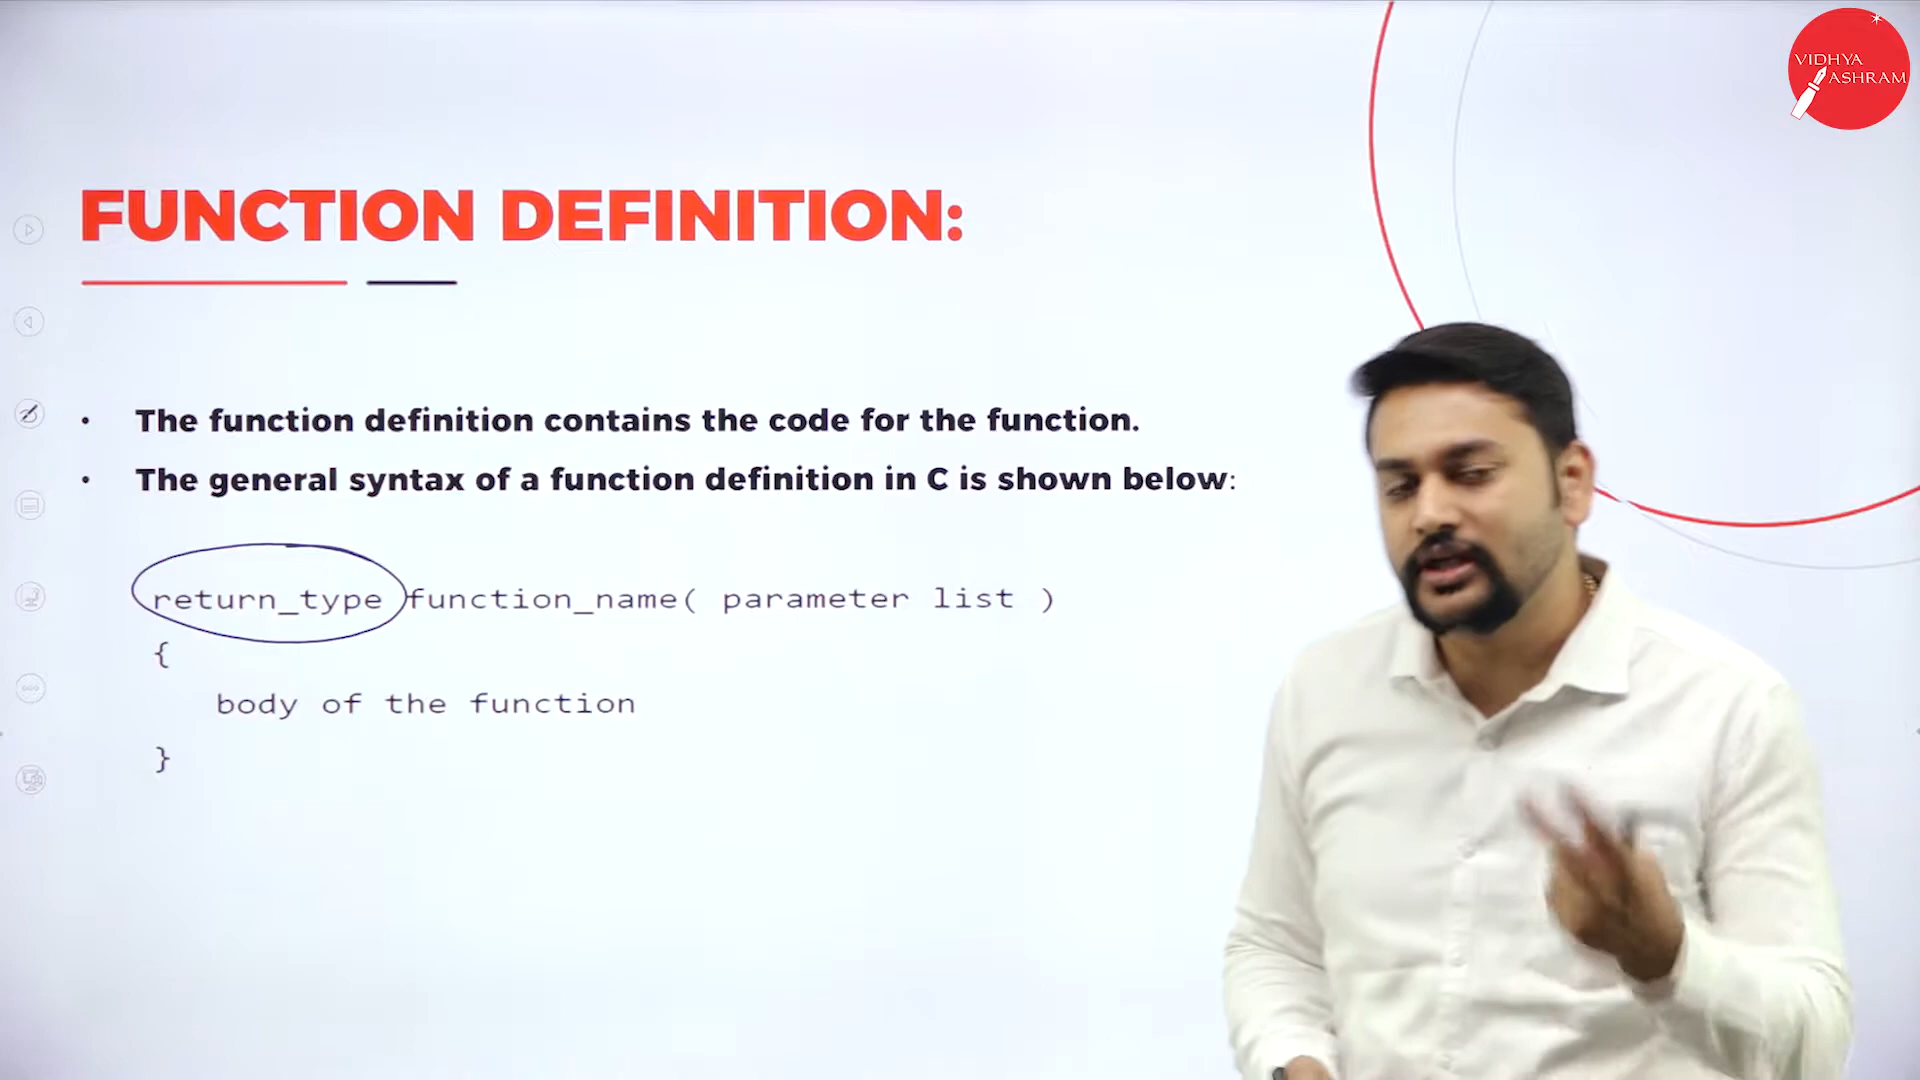 VIDHYA
ASHRAM
FUNCTION DEFINITION:
• The function definition contains the code for the function.
• The general syntax of a function definition in C is shown below:
return_type function_name( parameter list )
{
body of the function
}